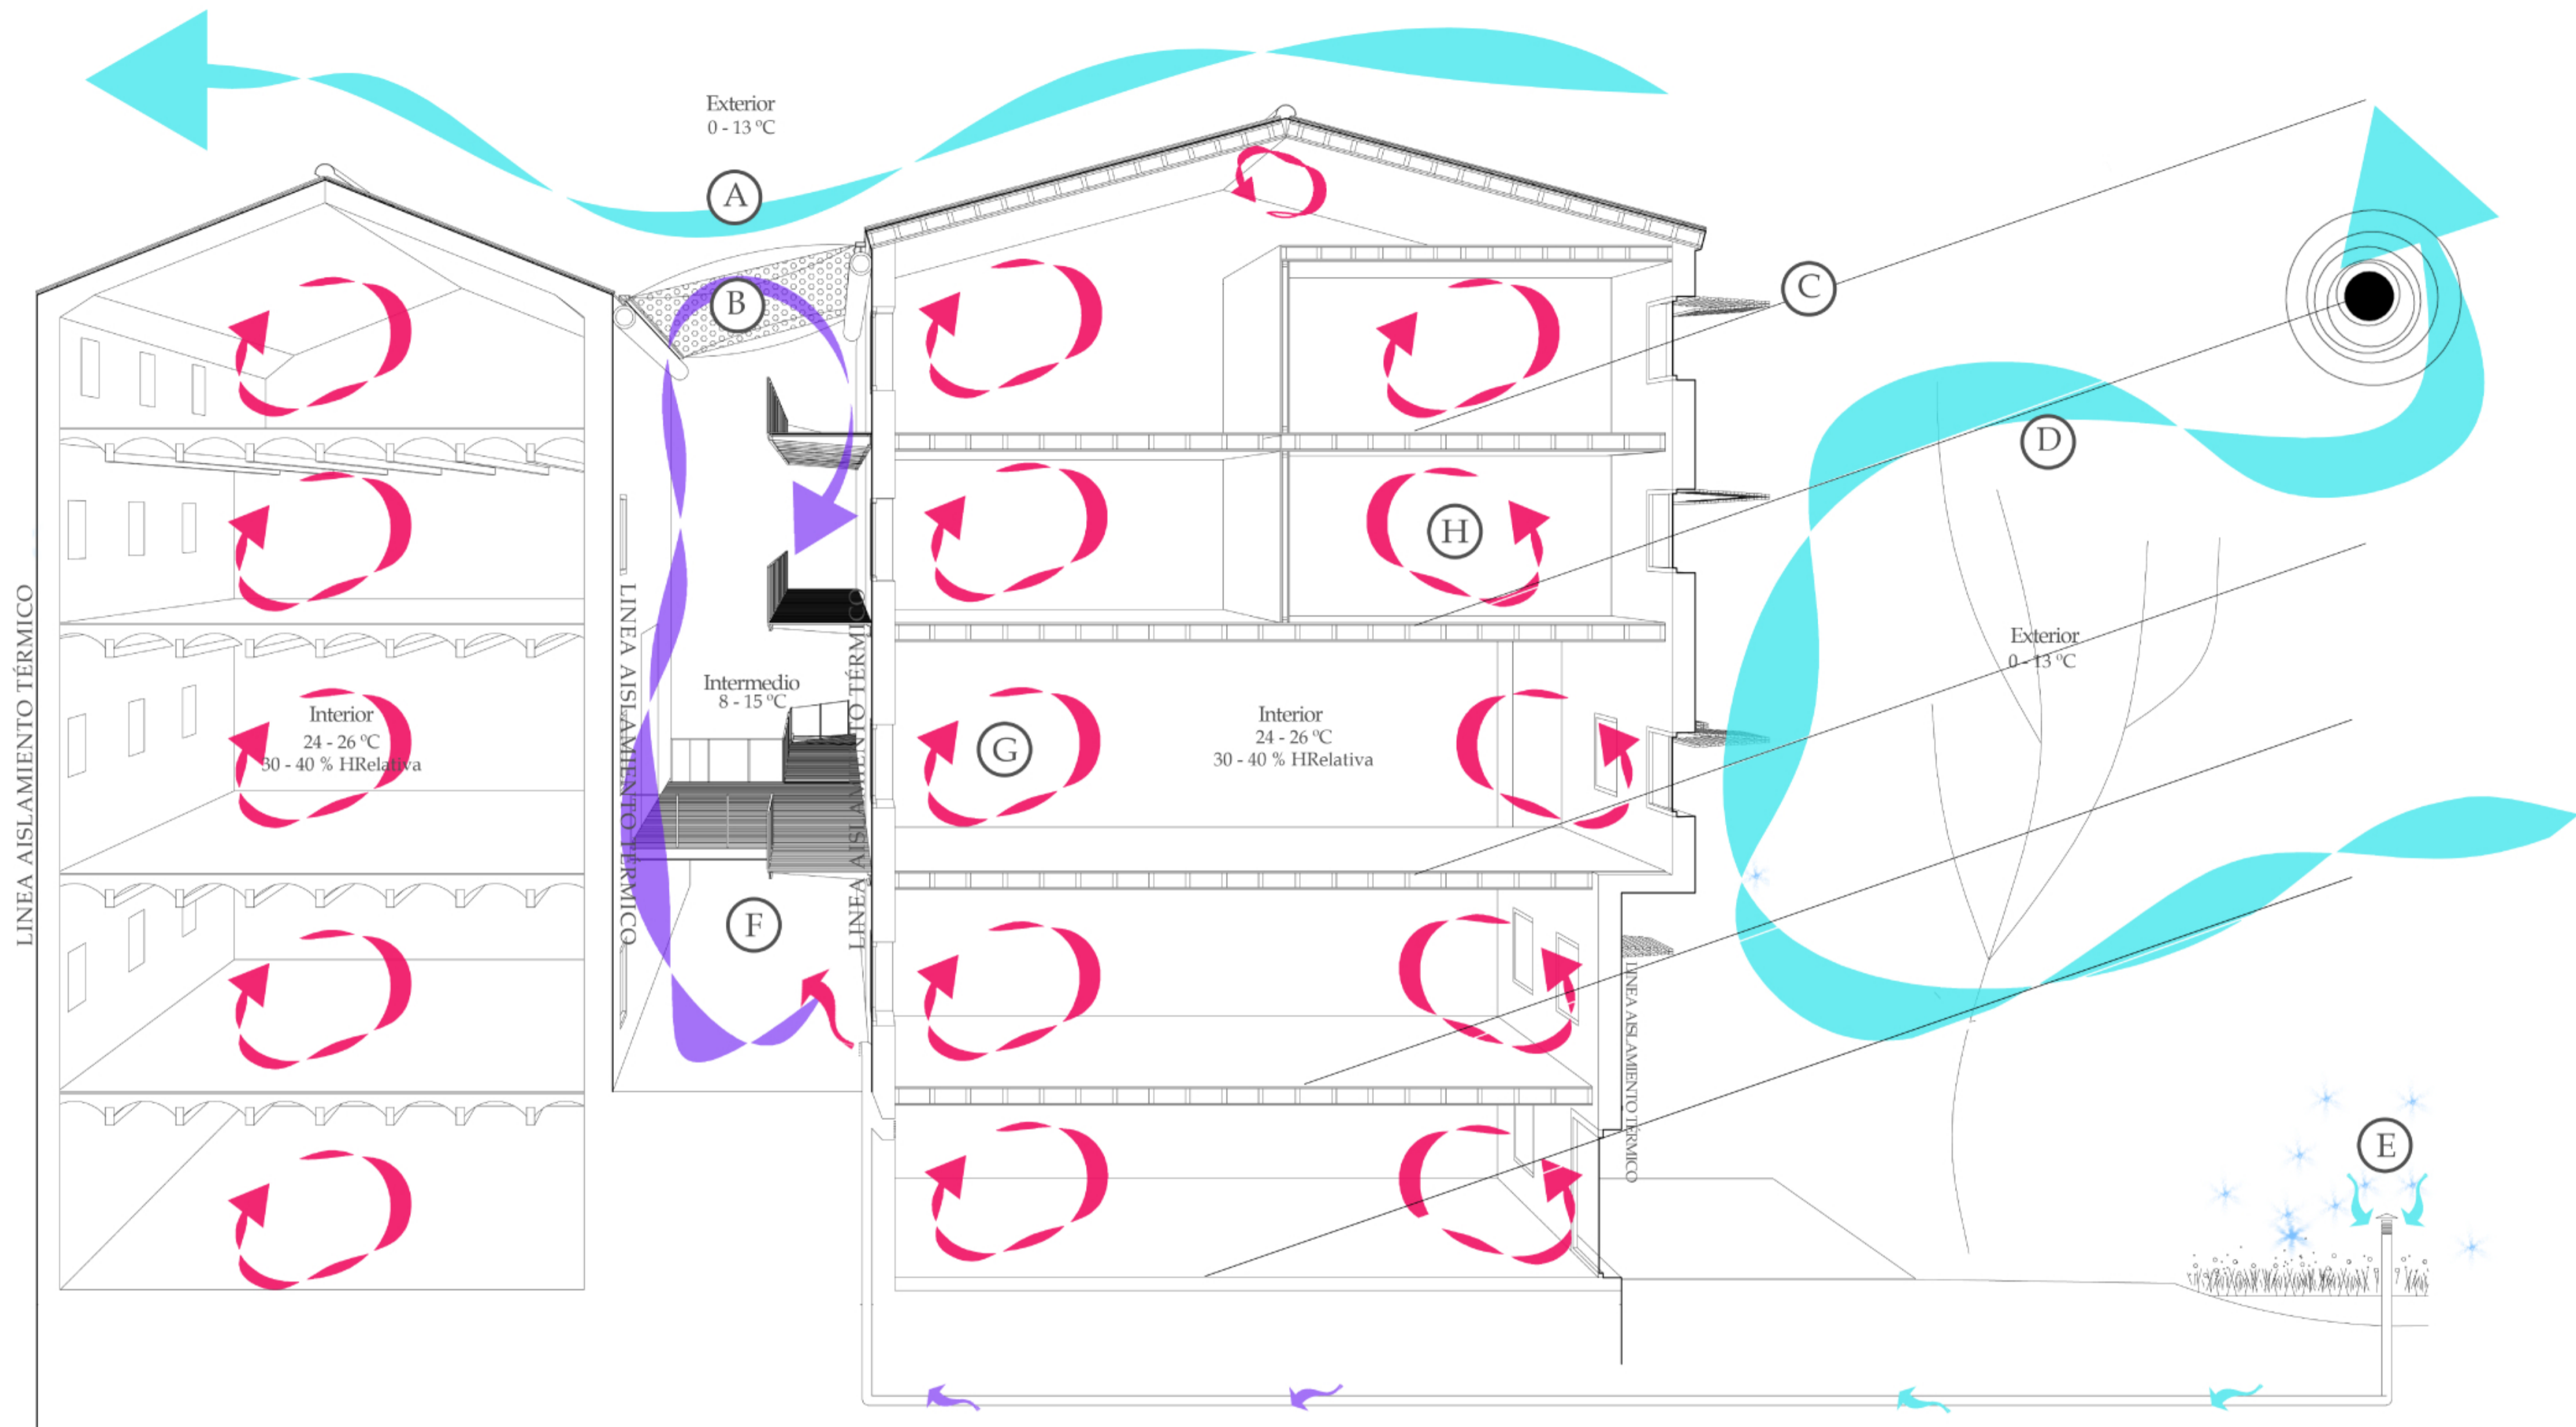 Exterior
0 - 13 ºC
A
B
C
D
H
Exterior
0 - 13 ºC
LINEA AISLAMIENTO TÉRMICO
LINEA AISLAMIENTO TÉRMICO
LINEA AISLAMIENTO TÉRMICO
Intermedio
8 - 15 ºC
Interior
24 - 26 ºC
30 - 40 % HRelativa
G
Interior
24 - 26 ºC
30 - 40 % HRelativa
F
LINEA AISLAMIENTO TÉRMICO
E